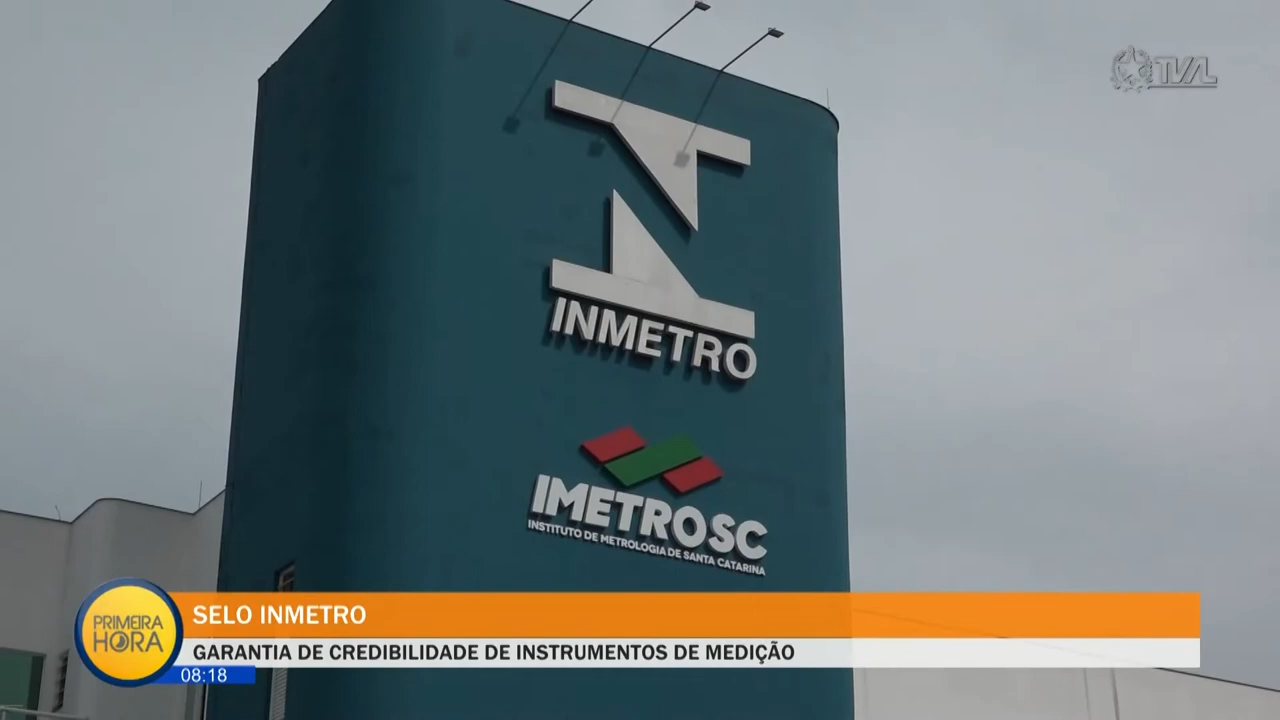 TVAL
INMETRO
IMETROSC
INSTITUTO DE METROLOGIA DE SANTA CATARINA
SELO INMETRO
PRIMEIRA
HORA
GARANTIA DE CREDIBILIDADE DE INSTRUMENTOS DE MEDIÇÃO
08:18